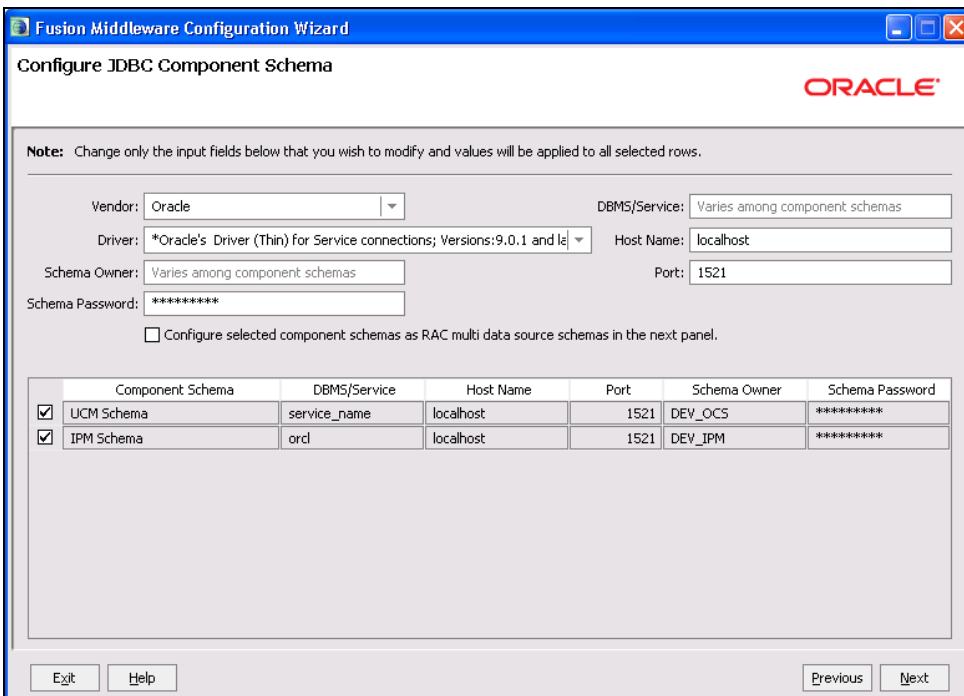 Fusion Middleware Configuration Wizard
Configure JDBC Component Schema
ORACLE
Note: Change only the input fields below that you wish to modify and values will be applied to all selected rows.
Vendor: Oracle DBMS/Service: Varies among component schemas
Driver: *Oracle's Driver (Thin) for Service connections; Versions:9.0.1 and Host Name: localhost
Schema Owner: Varies among component schemas Port: 1521
Schema Password: *********
Configure selected component schemas as RAC multi data source schemas in the next panel.
Component Schema DBMS/Service Host Name Port Schema Owner Schema Password
UCM Schema service_name localhost 1521 DEV_OCS *********
IPM Schema orcl localhost 1521 DEV_IPM *********
Exit Help Previous Next